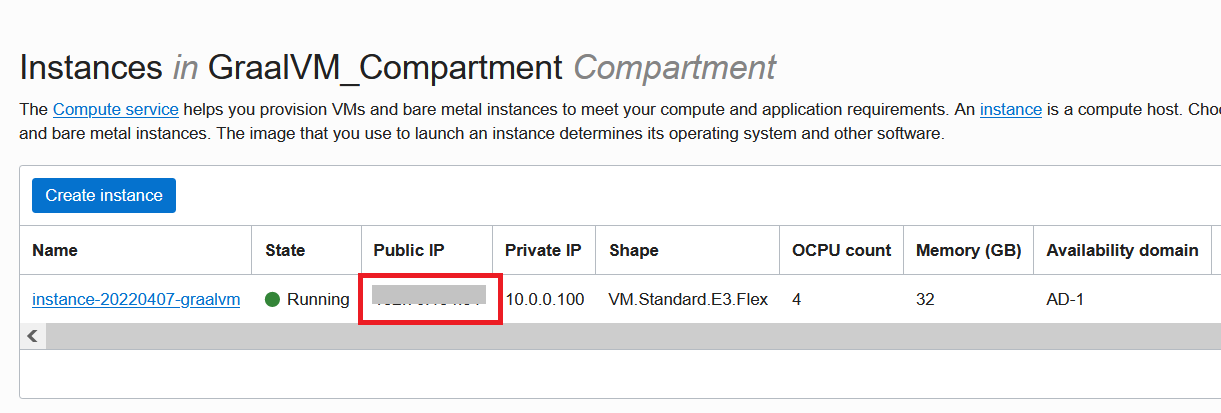 Instances in GraalVM_Compartment Compartment
The Compute service helps you provision VMs and bare metal instances to meet your compute and application requirements. An instance is a compute host. Choo
and bare metal instances. The image that you use to launch an instance determines its operating system and other software.
Create instance
Name State Public IP Private IP Shape OCPU count Memory (GB) Availability domain
instance-20220407-graalvm Running 10.0.0.100 VM.Standard.E3.Flex 4 32 AD-1